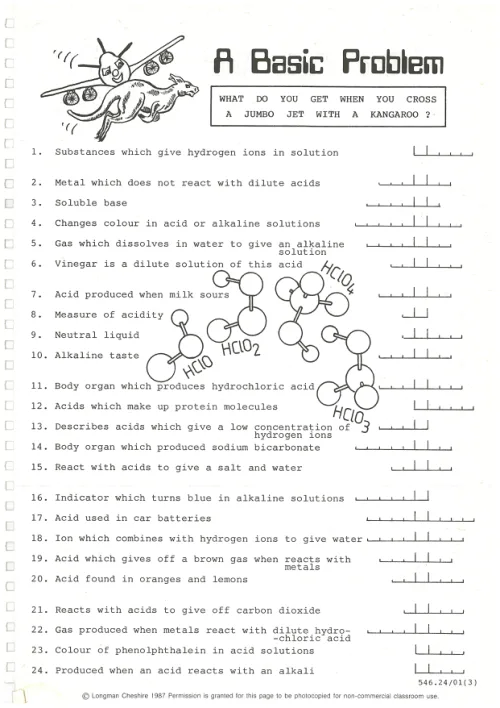 A Basic Problem
WHAT DO YOU GET WHEN YOU CROSS
A JUMBO JET WITH A KANGAROO ?
1. Substances which give hydrogen ions in solution
2. Metal which does not react with dilute acids
3. Soluble base
4. Changes colour in acid or alkaline solutions
5. Gas which dissolves in water to give an alkaline
solution
6. Vinegar is a dilute solution of this acid
HClO4
7. Acid produced when milk sours
8. Measure of acidity
9. Neutral liquid
HClO2
10. Alkaline taste
HClO
11. Body organ which produces hydrochloric acid
12. Acids which make up protein molecules
HClO3
13. Describes acids which give a low concentration of
hydrogen ions
14. Body organ which produced sodium bicarbonate
15. React with acids to give a salt and water
16. Indicator which turns blue in alkaline solutions
17. Acid used in car batteries
18. Ion which combines with hydrogen ions to give water
19. Acid which gives off a brown gas when reacts with
metals
20. Acid found in oranges and lemons
21. Reacts with acids to give off carbon dioxide
22. Gas produced when metals react with dilute hydro-
-chloric acid
23. Colour of phenolphthalein in acid solutions
24. Produced when an acid reacts with an alkali
546.24/01(3)
© Longman Cheshire 1987 Permission is granted for this page to be photocopied for non-commercial classroom use.